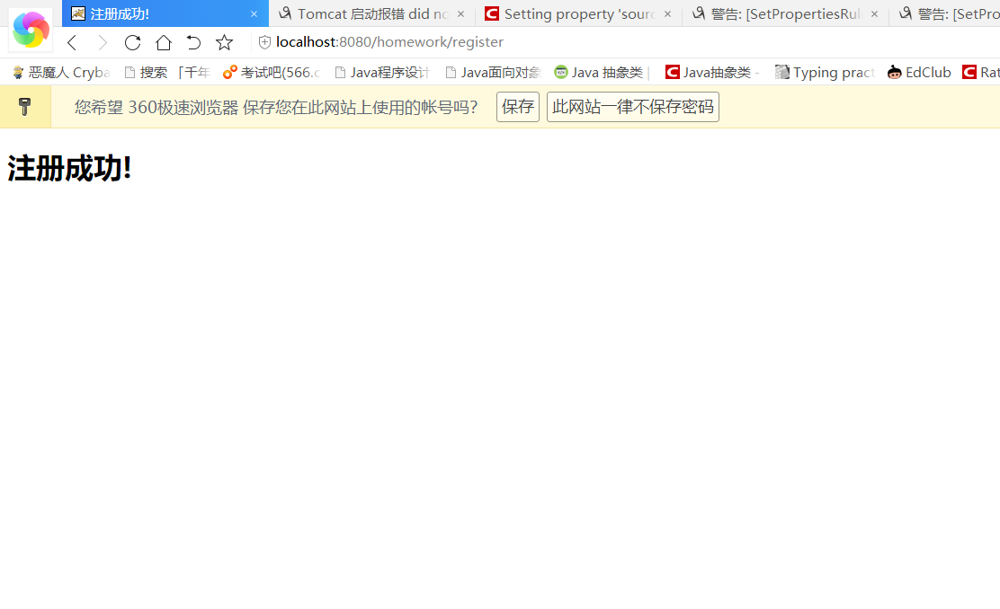 注册成功!
Tomcat 启动报错 did no
Setting property 'sourc
警告: [SetPropertiesRul
警告: [SetPro
localhost:8080/homework/register
恶魔人 Cryba
搜索 「千年
考试吧(566.c
Java程序设计
Java面向对象
Java 抽象类 |
Java抽象类 -
Typing pract
EdClub
Rat
您希望 360极速浏览器 保存您在此网站上使用的帐号吗？ 保存 此网站一律不保存密码
注册成功!